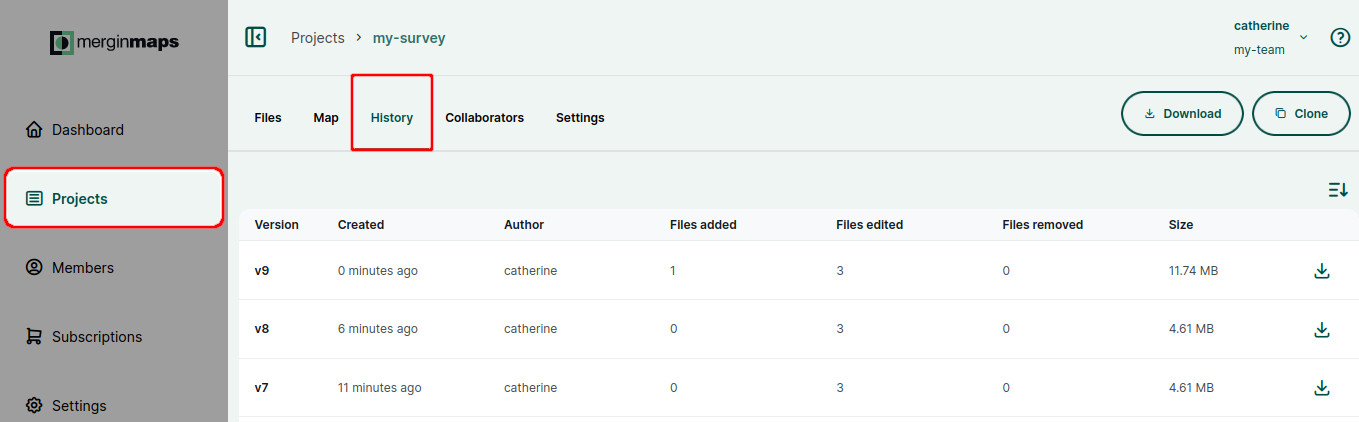 merginmaps
Projects > my-survey
catherine
my-team
Dashboard
Projects
Members
Subscriptions
Settings
Files Map History Collaborators Settings
Download Clone
Version Created Author Files added Files edited Files removed Size
v9 0 minutes ago catherine 1 3 0 11.74 MB
v8 6 minutes ago catherine 0 3 0 4.61 MB
v7 11 minutes ago catherine 0 3 0 4.61 MB